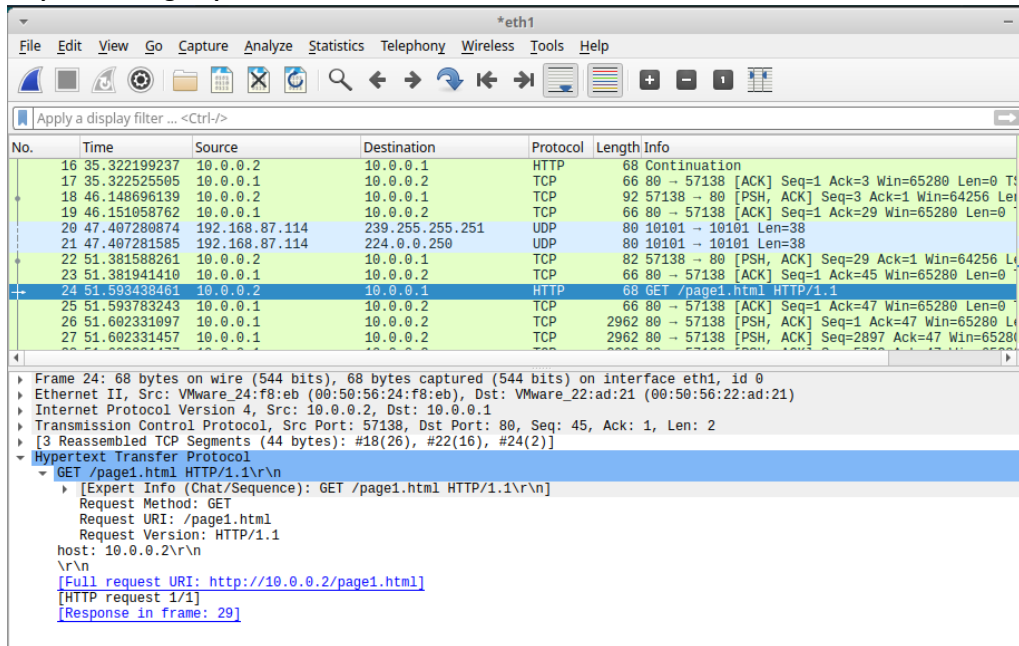 *eth1
File Edit View Go Capture Analyze Statistics Telephony Wireless Tools Help
Apply a display filter ... <Ctrl-/>
No. Time Source Destination Protocol Length Info
16 35.322199237 10.0.0.2 10.0.0.1 HTTP 68 Continuation
17 35.322525505 10.0.0.1 10.0.0.2 TCP 66 80 → 57138 [ACK] Seq=1 Ack=3 Win=65280 Len=0
18 46.148696139 10.0.0.2 10.0.0.1 TCP 92 57138 → 80 [PSH, ACK] Seq=3 Ack=1 Win=64256
19 46.151058762 10.0.0.1 10.0.0.2 TCP 66 80 → 57138 [ACK] Seq=1 Ack=29 Win=65280 Len=0
20 47.407280874 192.168.87.114 239.255.255.251 UDP 80 10101 → 10101 Len=38
21 47.407281585 192.168.87.114 224.0.0.250 UDP 80 10101 → 10101 Len=38
22 51.381588261 10.0.0.2 10.0.0.1 TCP 82 57138 → 80 [PSH, ACK] Seq=29 Ack=1 Win=64256
23 51.381941410 10.0.0.1 10.0.0.2 TCP 66 80 → 57138 [ACK] Seq=1 Ack=45 Win=65280 Len=0
24 51.593438461 10.0.0.2 10.0.0.1 HTTP 68 GET /page1.html HTTP/1.1
25 51.593783243 10.0.0.1 10.0.0.2 TCP 66 80 → 57138 [ACK] Seq=1 Ack=47 Win=65280 Len=0
26 51.602331097 10.0.0.1 10.0.0.2 TCP 2962 80 → 57138 [PSH, ACK] Seq=1 Ack=47 Win=65280
27 51.602331457 10.0.0.1 10.0.0.2 TCP 2962 80 → 57138 [PSH, ACK] Seq=2897 Ack=47
Frame 24: 68 bytes on wire (544 bits), 68 bytes captured (544 bits) on interface eth1, id 0
Ethernet II, Src: VMware_24:f8:eb (00:50:56:24:f8:eb), Dst: VMware_22:ad:21 (00:50:56:22:ad:21)
Internet Protocol Version 4, Src: 10.0.0.2, Dst: 10.0.0.1
Transmission Control Protocol, Src Port: 57138, Dst Port: 80, Seq: 45, Ack: 1, Len: 2
[3 Reassembled TCP Segments (44 bytes): #18(26), #22(16), #24(2)]
Hypertext Transfer Protocol
GET /page1.html HTTP/1.1\r\n
[Expert Info (Chat/Sequence): GET /page1.html HTTP/1.1\r\n]
Request Method: GET
Request URI: /page1.html
Request Version: HTTP/1.1
host: 10.0.0.2\r\n
\r\n
[Full request URI: http://10.0.0.2/page1.html]
[HTTP request 1/1]
[Response in frame: 29]